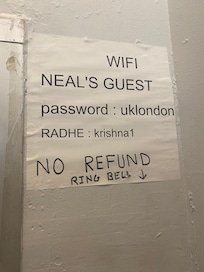 WIFI
NEAL'S GUEST
password : uklondon
RADHE : krishna1
NO REFUND
RING BELL ↓